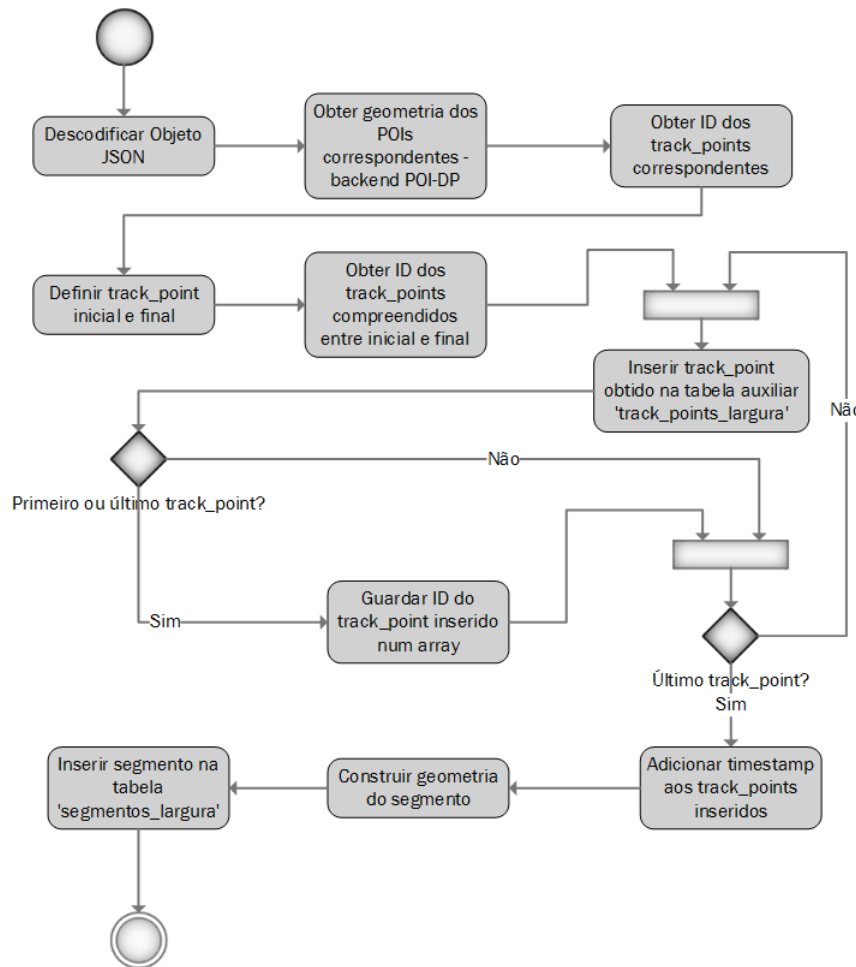 Descodificar Objeto
JSON
Obter geometria dos
POIs
correspondentes -
backend POI-DP
Obter ID dos
track_points
correspondentes
Definir track_point
inicial e final
Obter ID dos
track_points
compreendidos
entre inicial e final
Inserir track_point
obtido na tabela auxiliar
'track_points_largura'
Não
Não
Primeiro ou último track_point?
Sim
Guardar ID do
track_point inserido
num array
Último track_point?
Sim
Inserir segmento na
tabela
'segmentos_largura'
Construir geometria
do segmento
Adicionar timestamp
aos track_points
inseridos